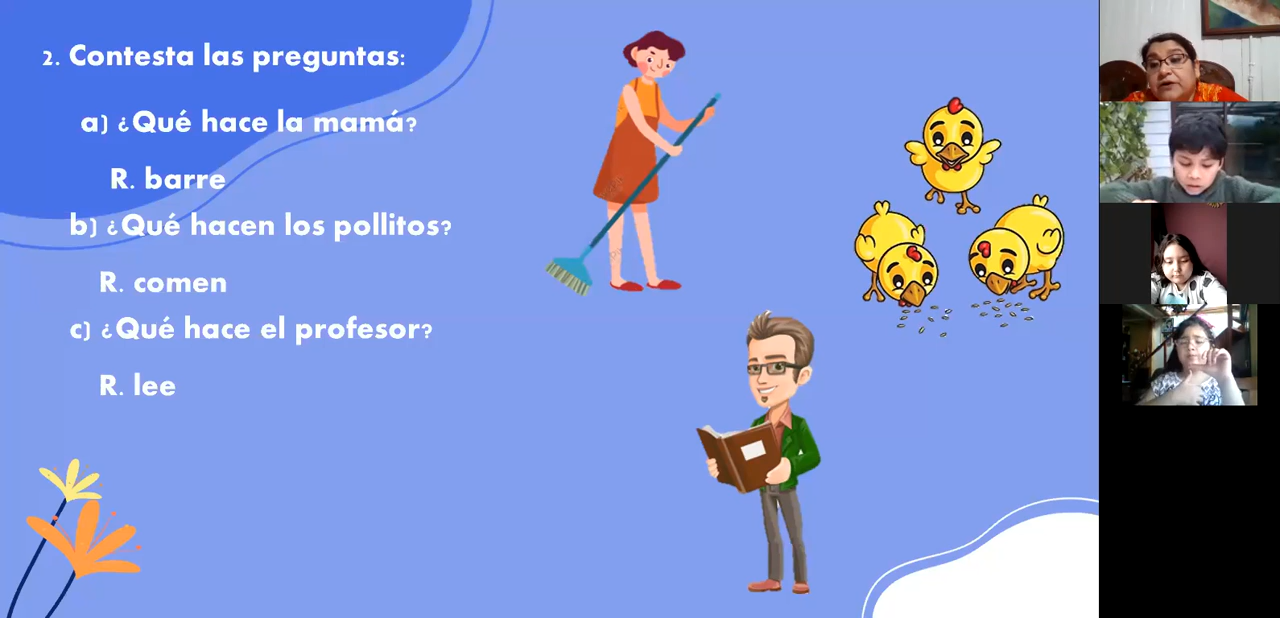 2. Contesta las preguntas:
a) ¿Qué hace la mamá?
R. barre
b) ¿Qué hacen los pollitos?
R. comen
c) ¿Qué hace el profesor?
R. lee